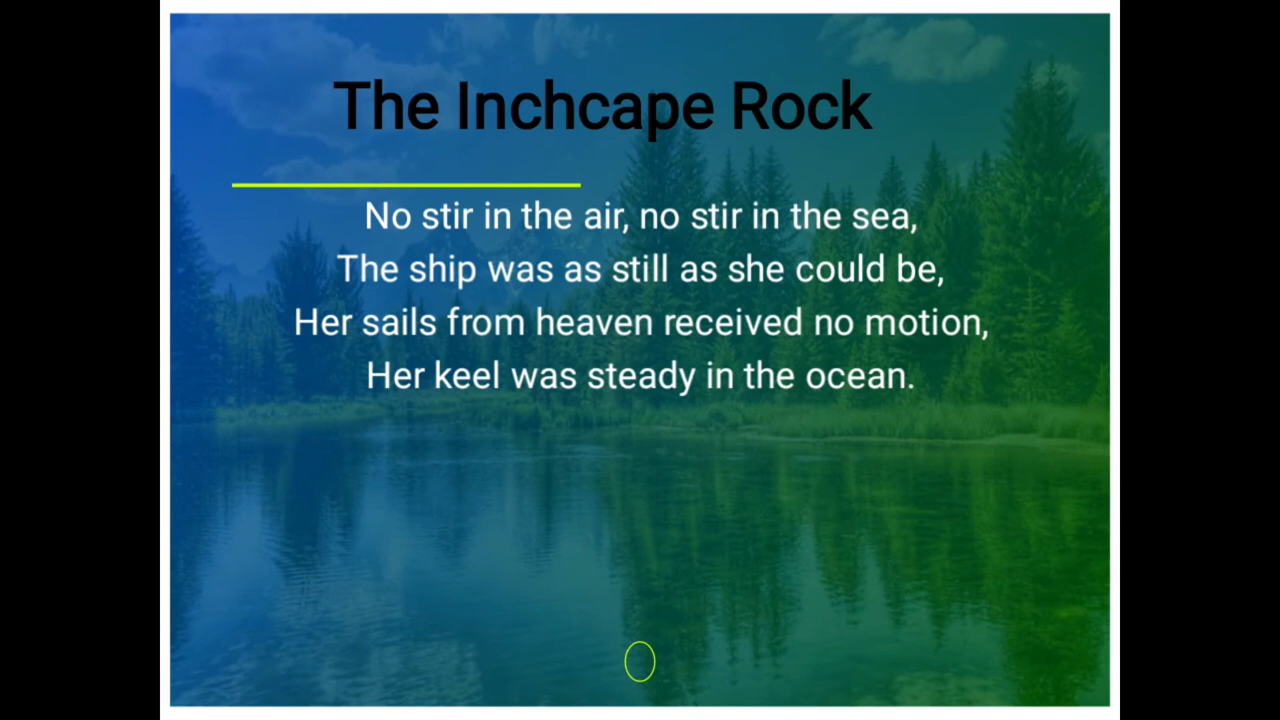 The Inchcape Rock
No stir in the air, no stir in the sea,
The ship was as still as she could be,
Her sails from heaven received no motion,
Her keel was steady in the ocean.